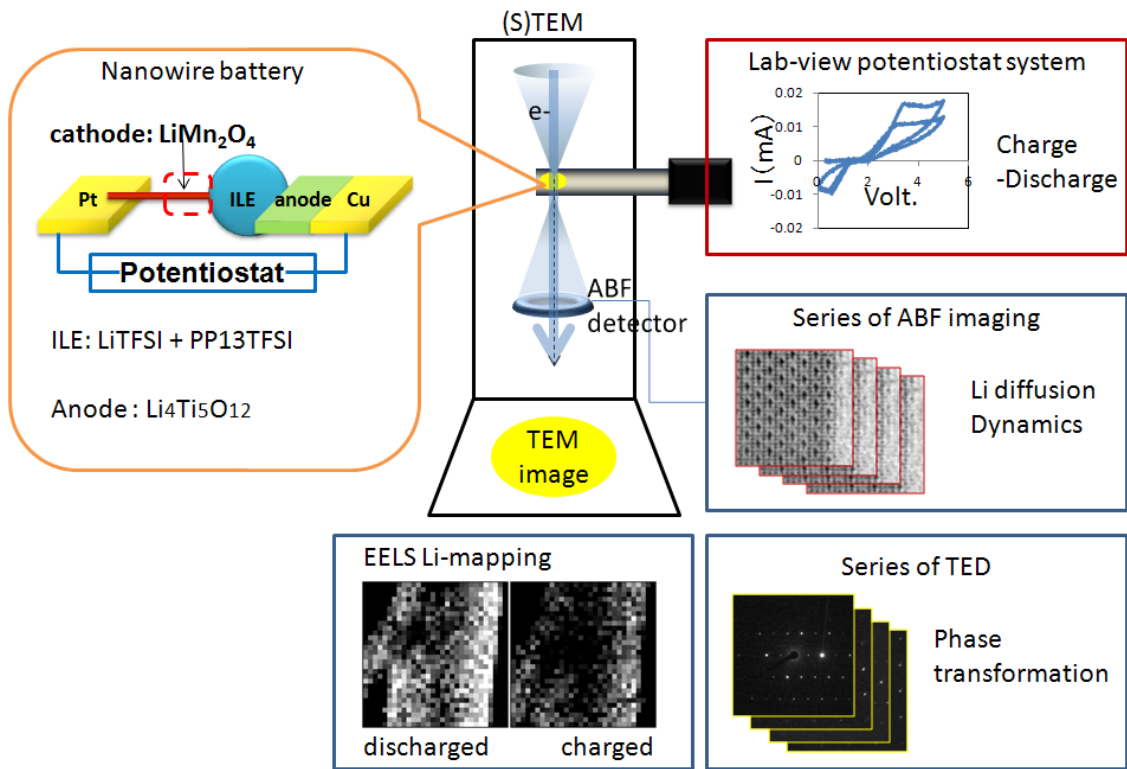 (S)TEM
Nanowire battery
cathode: LiMn₂O₄
Pt
ILE
anode
Cu
Potentiostat
ILE: LiTFSI + PP13TFSI
Anode : Li4Ti5O12
e-
ABF
detector
TEM
image
Lab-view potentiostat system
I (mA)
0.02
0.01
0
-0.01
-0.02
0
2
4
6
Volt.
Charge
-Discharge
Series of ABF imaging
Li diffusion
Dynamics
EELS Li-mapping
discharged
charged
Series of TED
Phase
transformation